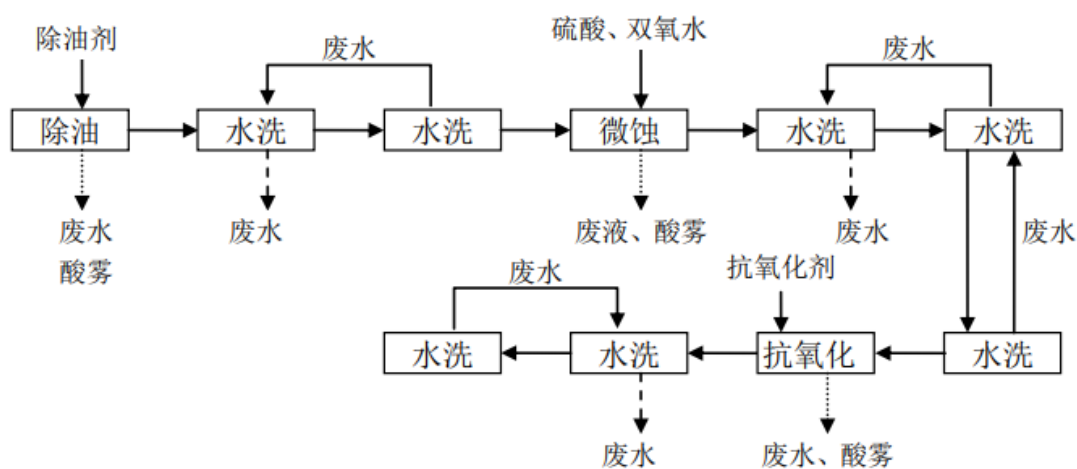 除油剂
硫酸、双氧水
废水
废水
除油
水洗
水洗
微蚀
水洗
水洗
废水
酸雾
废水
废液、酸雾
废水
废水
废水
抗氧化剂
水洗
水洗
抗氧化
水洗
废水
废水、酸雾